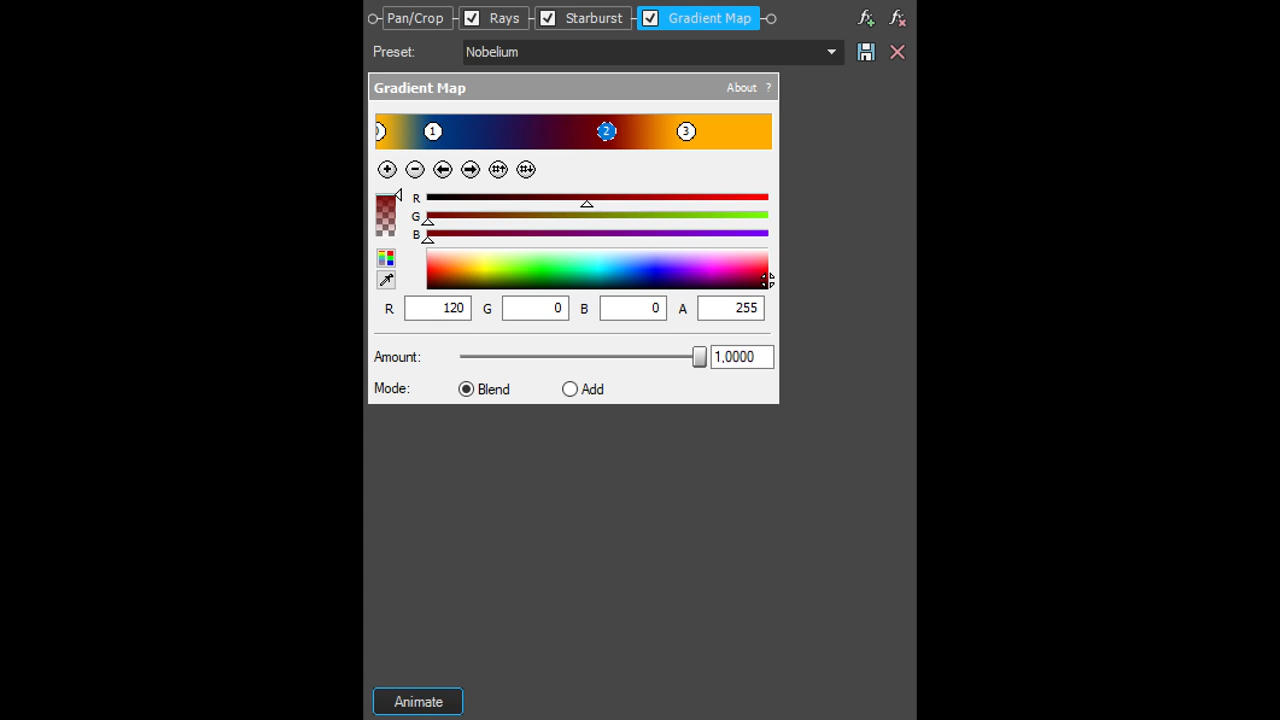 Pan/Crop Rays Starburst Gradient Map
Preset: Nobelium
Gradient Map About ?
1 2 3
R
G
B
R 120 G 0 B 0 A 255
Amount: 1,0000
Mode: Blend Add
Animate